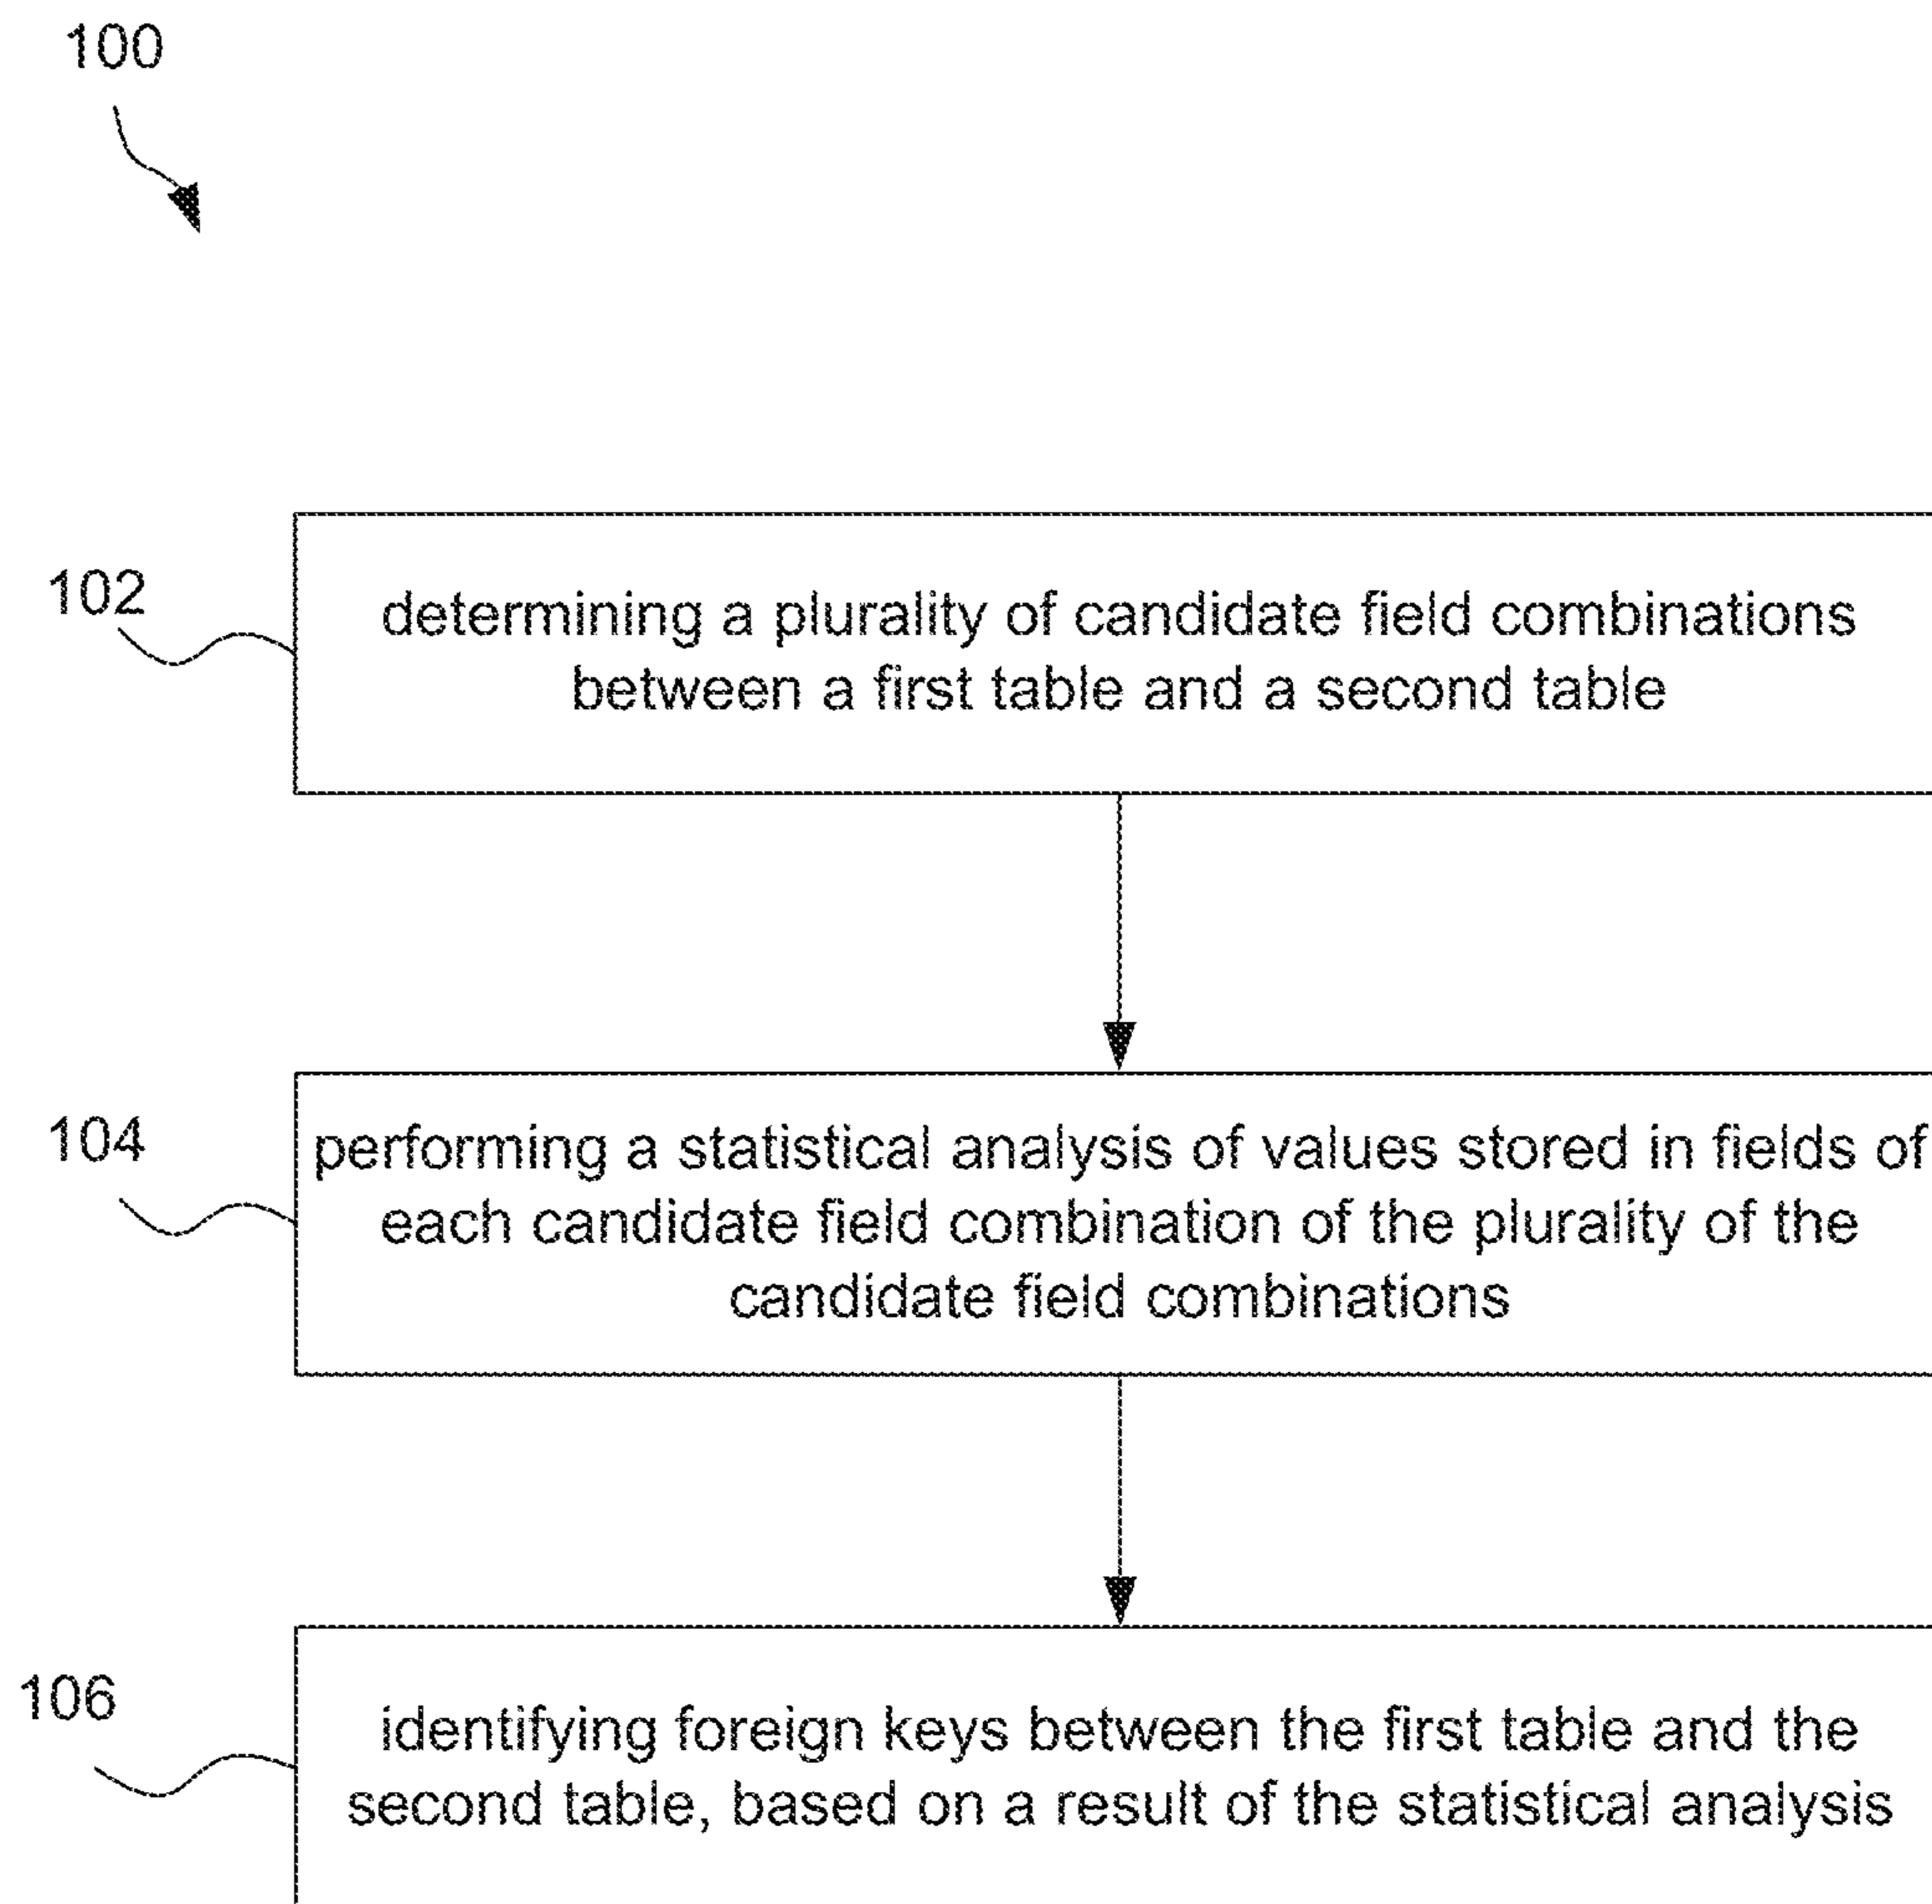 100
102
determining a plurality of candidate field combinations
between a first table and a second table
104
performing a statistical analysis of values stored in fields of
each candidate field combination of the plurality of the
candidate field combinations
106
identifying foreign keys between the first table and the
second table, based on a result of the statistical analysis